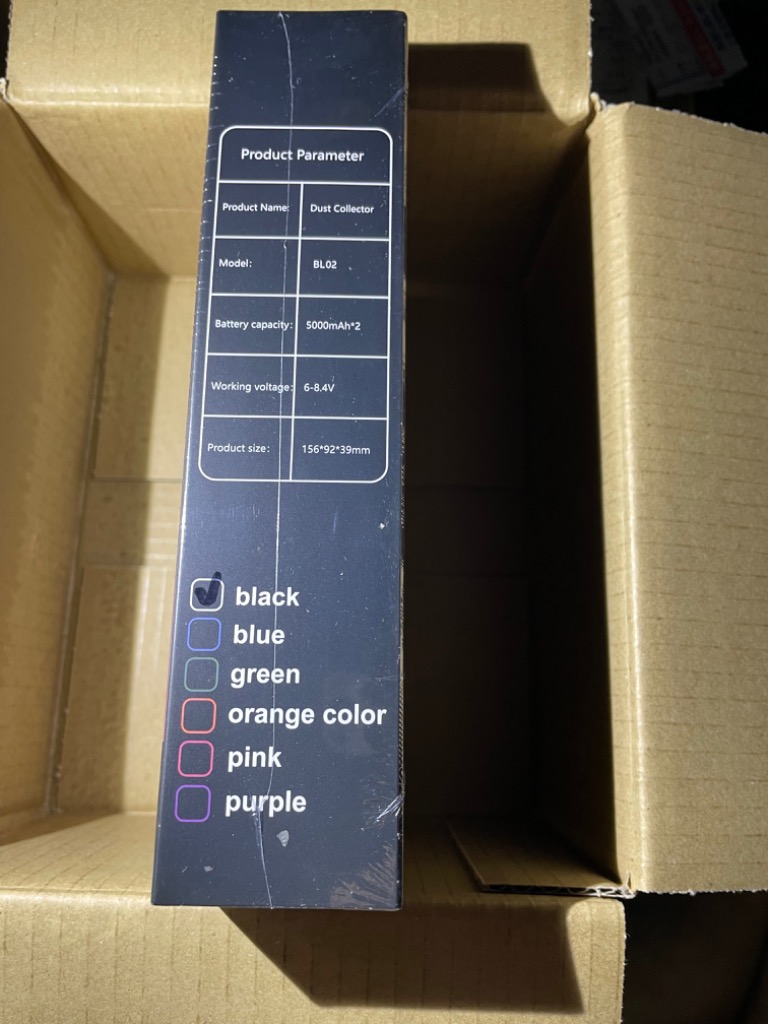 Product Parameter
Product Name: Dust Collector
Model: BL02
Battery capacity: 5000mAh*2
Working voltage: 6-8.4V
Product size: 156*92*39mm
black
blue
green
orange color
pink
purple